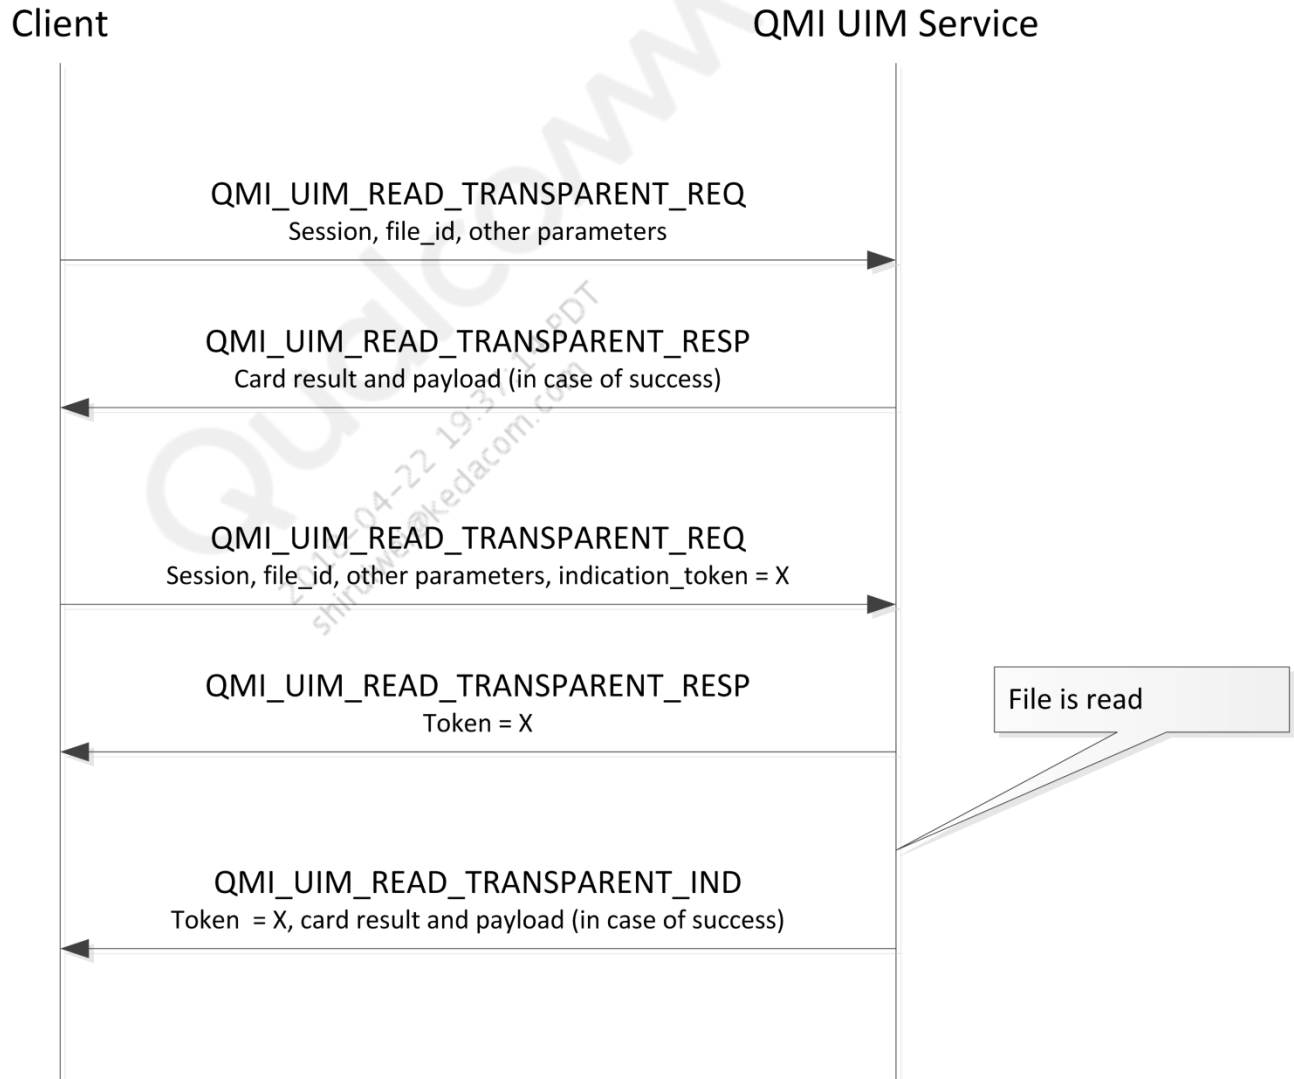 Client
QMI UIM Service
QMI_UIM_READ_TRANSPARENT_REQ
Session, file_id, other parameters
QMI_UIM_READ_TRANSPARENT_RESP
Card result and payload (in case of success)
QMI_UIM_READ_TRANSPARENT_REQ
Session, file_id, other parameters, indication_token = X
QMI_UIM_READ_TRANSPARENT_RESP
Token = X
File is read
QMI_UIM_READ_TRANSPARENT_IND
Token = X, card result and payload (in case of success)
Qualcomm